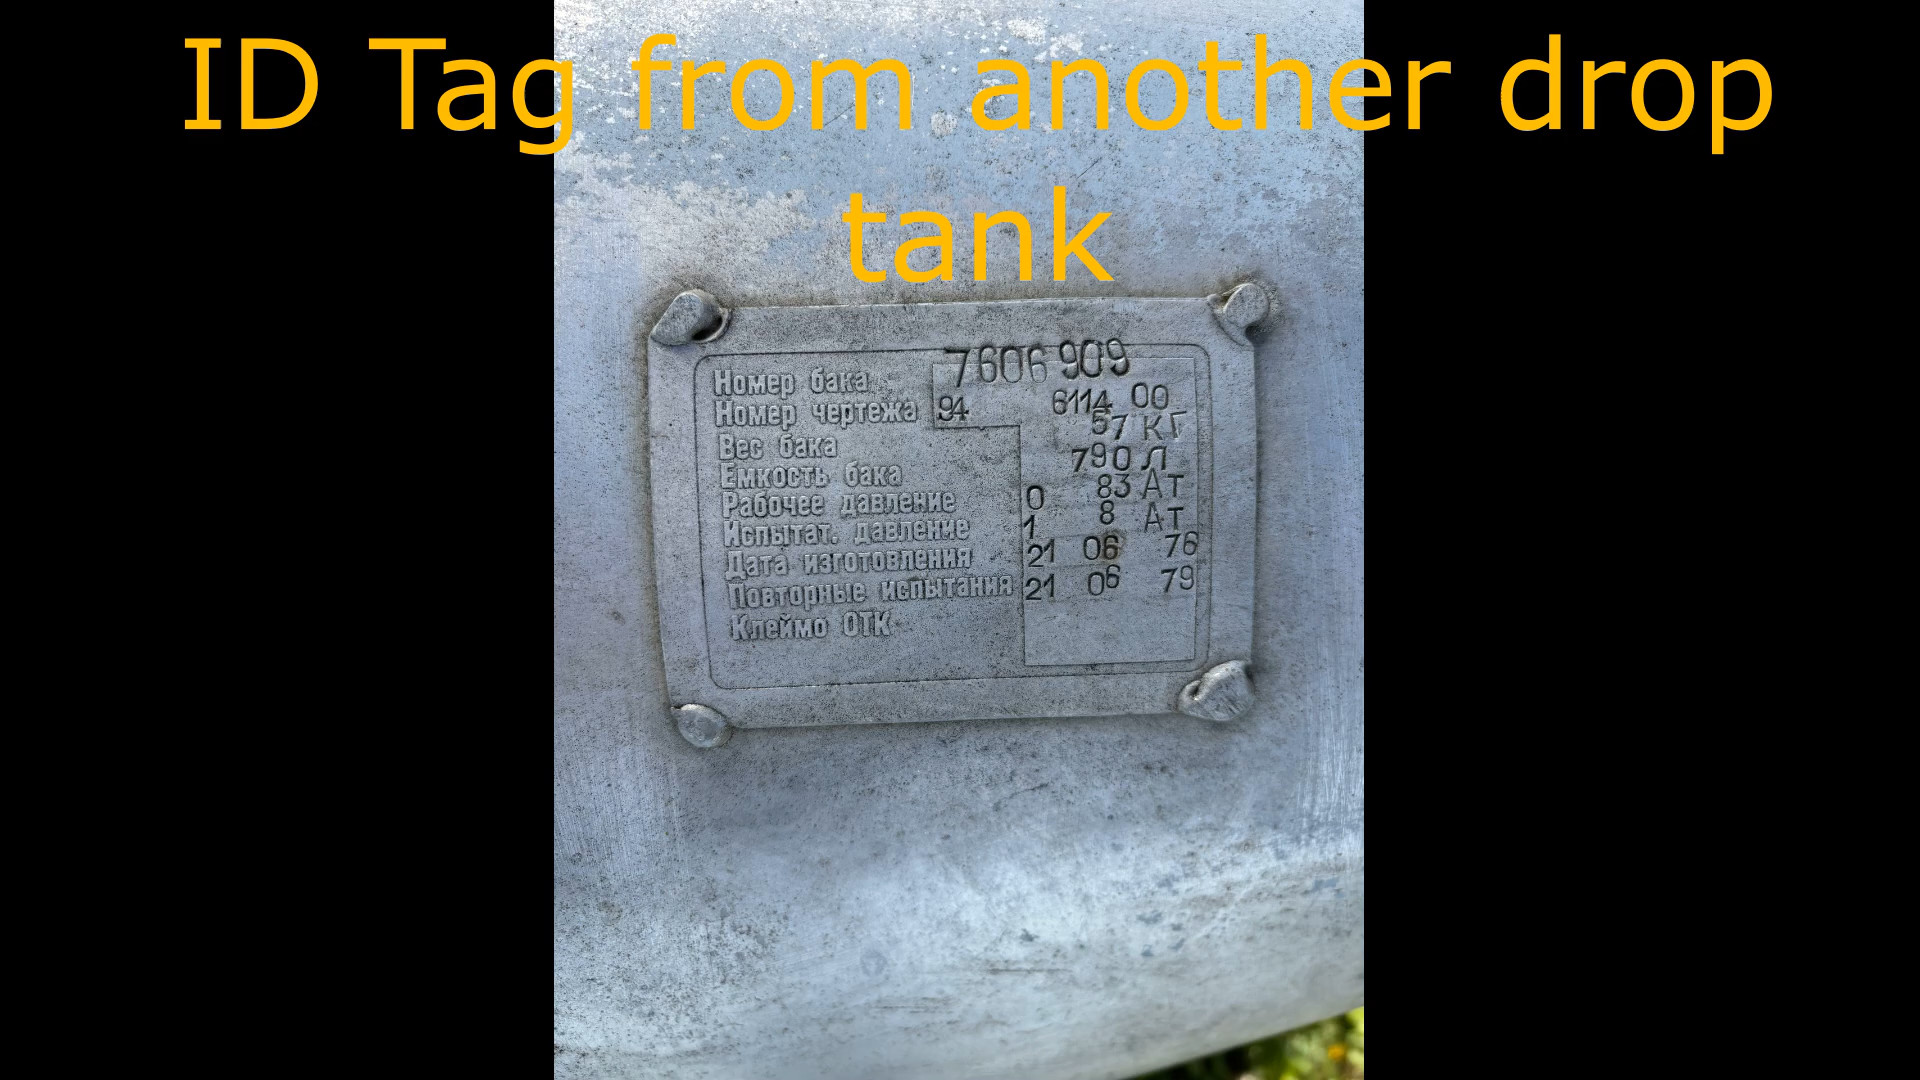 ID Tag from another drop
tank
Номер бака 7606909
Номер чертежа 94 6114 00
Вес бака 57 КГ
Емкость бака 790 Л
Рабочее давление 0 83 Ат
Испытат. давление 1 8 Ат
Дата изготовления 21 06 76
Повторные испытания 21 06 79
Клеймо ОТК